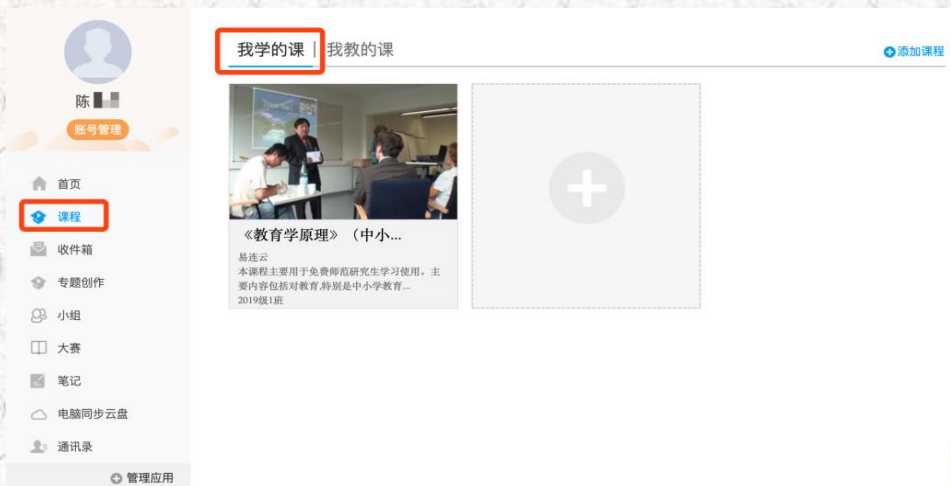 陈
账号管理
首页
课程
收件箱
专题创作
小组
大赛
笔记
电脑同步云盘
通讯录
管理应用
我学的课 | 我教的课
添加课程
《教育学原理》（中小...
易连云
本课程主要用于免费师范研究生学习使用。主
要内容包括对教育,特别是中小学教育...
2019级1班